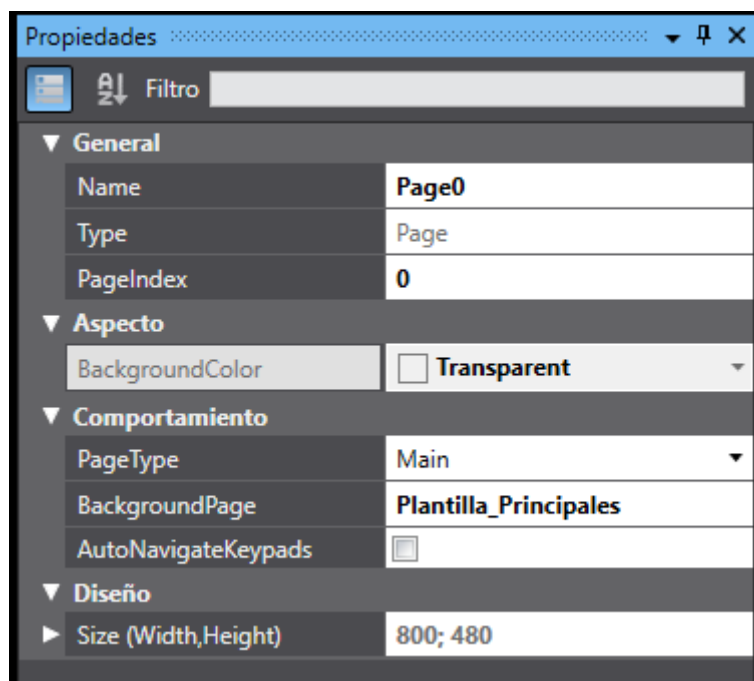 Propiedades
Filtro
General
Name Page0
Type Page
PageIndex 0
Aspecto
BackgroundColor Transparent
Comportamiento
PageType Main
BackgroundPage Plantilla_Principales
AutoNavigateKeypads
Diseño
Size (Width,Height) 800; 480